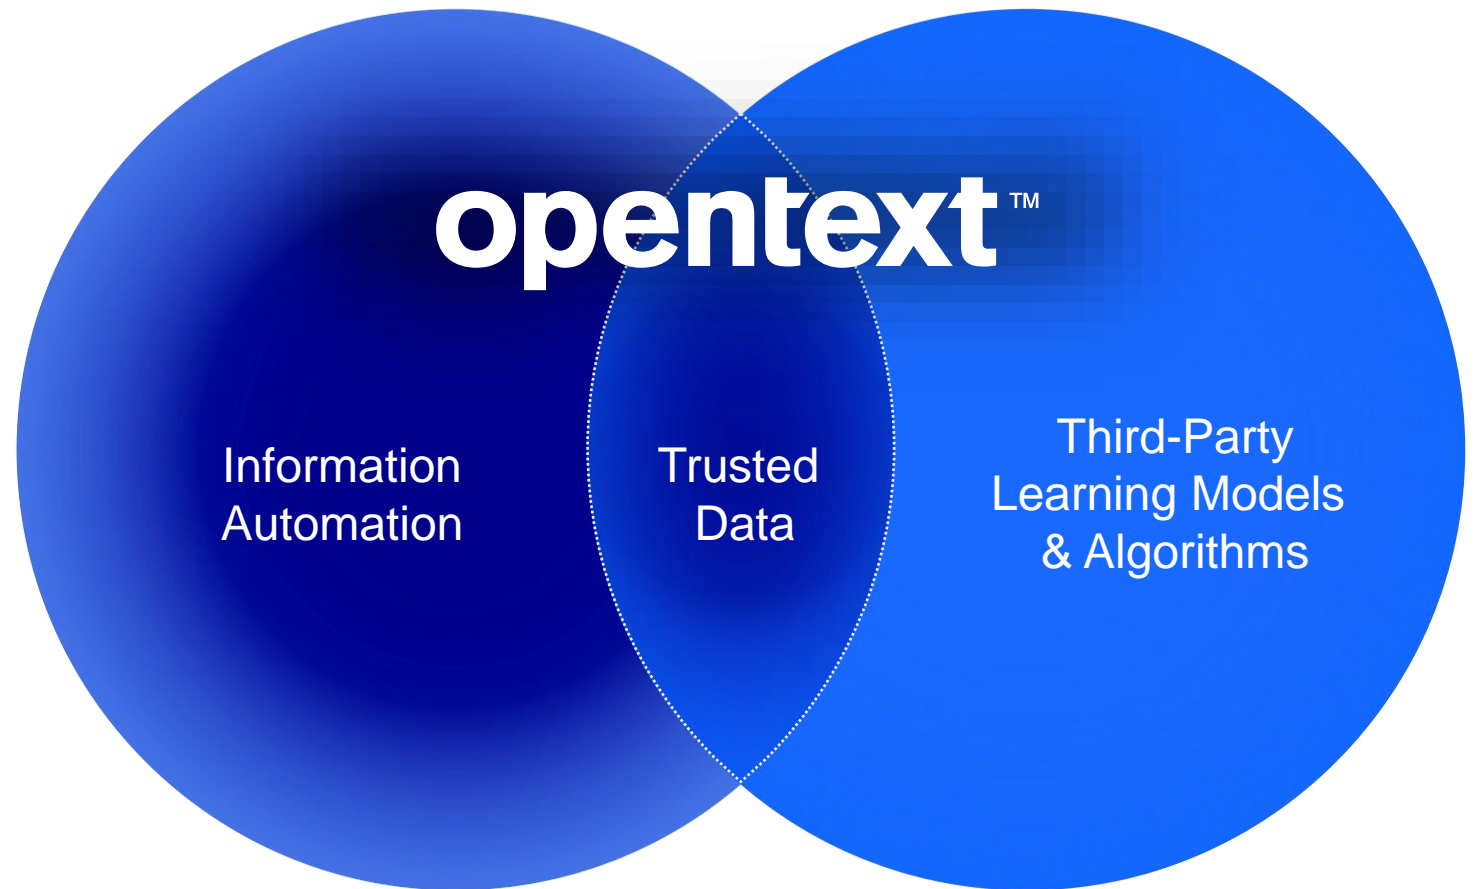 opentext™
Information
Automation
Trusted
Data
Third-Party
Learning Models
& Algorithms